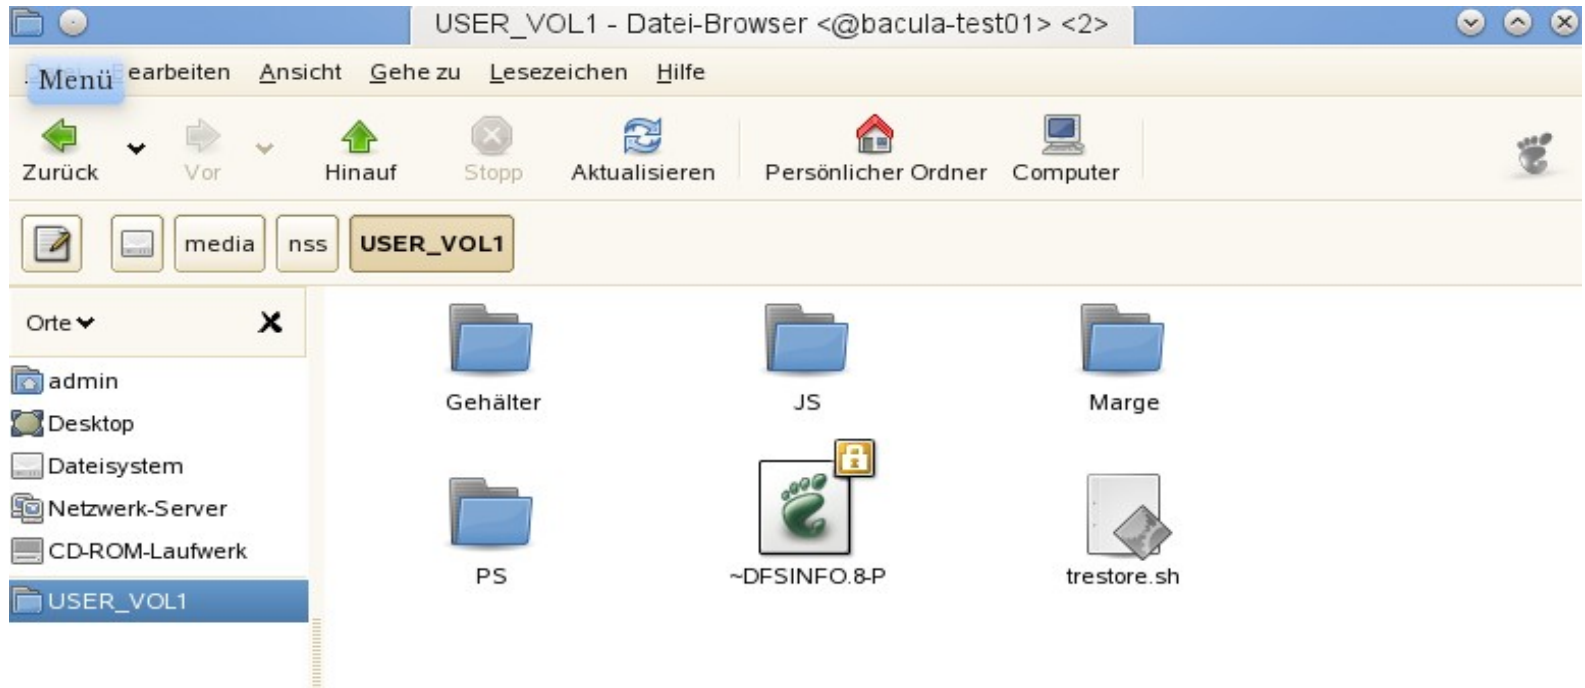 USER_VOL1 - Datei-Browser <@bacula-test01> <2>
Menü earbeiten Ansicht Gehe zu Lesezeichen Hilfe
Zurück Vor Hinauf Stopp Aktualisieren Persönlicher Ordner Computer
media nss USER_VOL1
Orte
admin
Desktop
Dateisystem
Netzwerk-Server
CD-ROM-Laufwerk
USER_VOL1
Gehälter JS Marge
PS ~DFSINFO.8-P trestore.sh